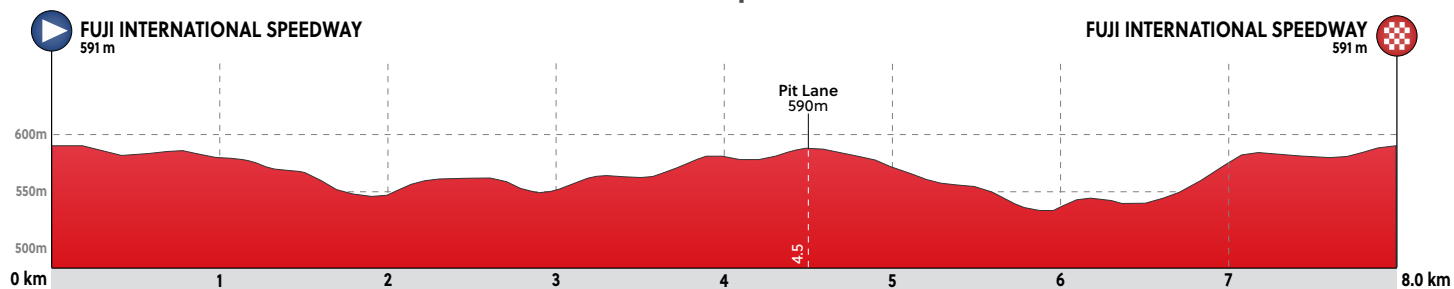 FUJI INTERNATIONAL SPEEDWAY
591 m
FUJI INTERNATIONAL SPEEDWAY
591 m
Pit Lane
590m
600m
550m
500m
4.5
0 km
1
2
3
4
5
6
7
8.0 km